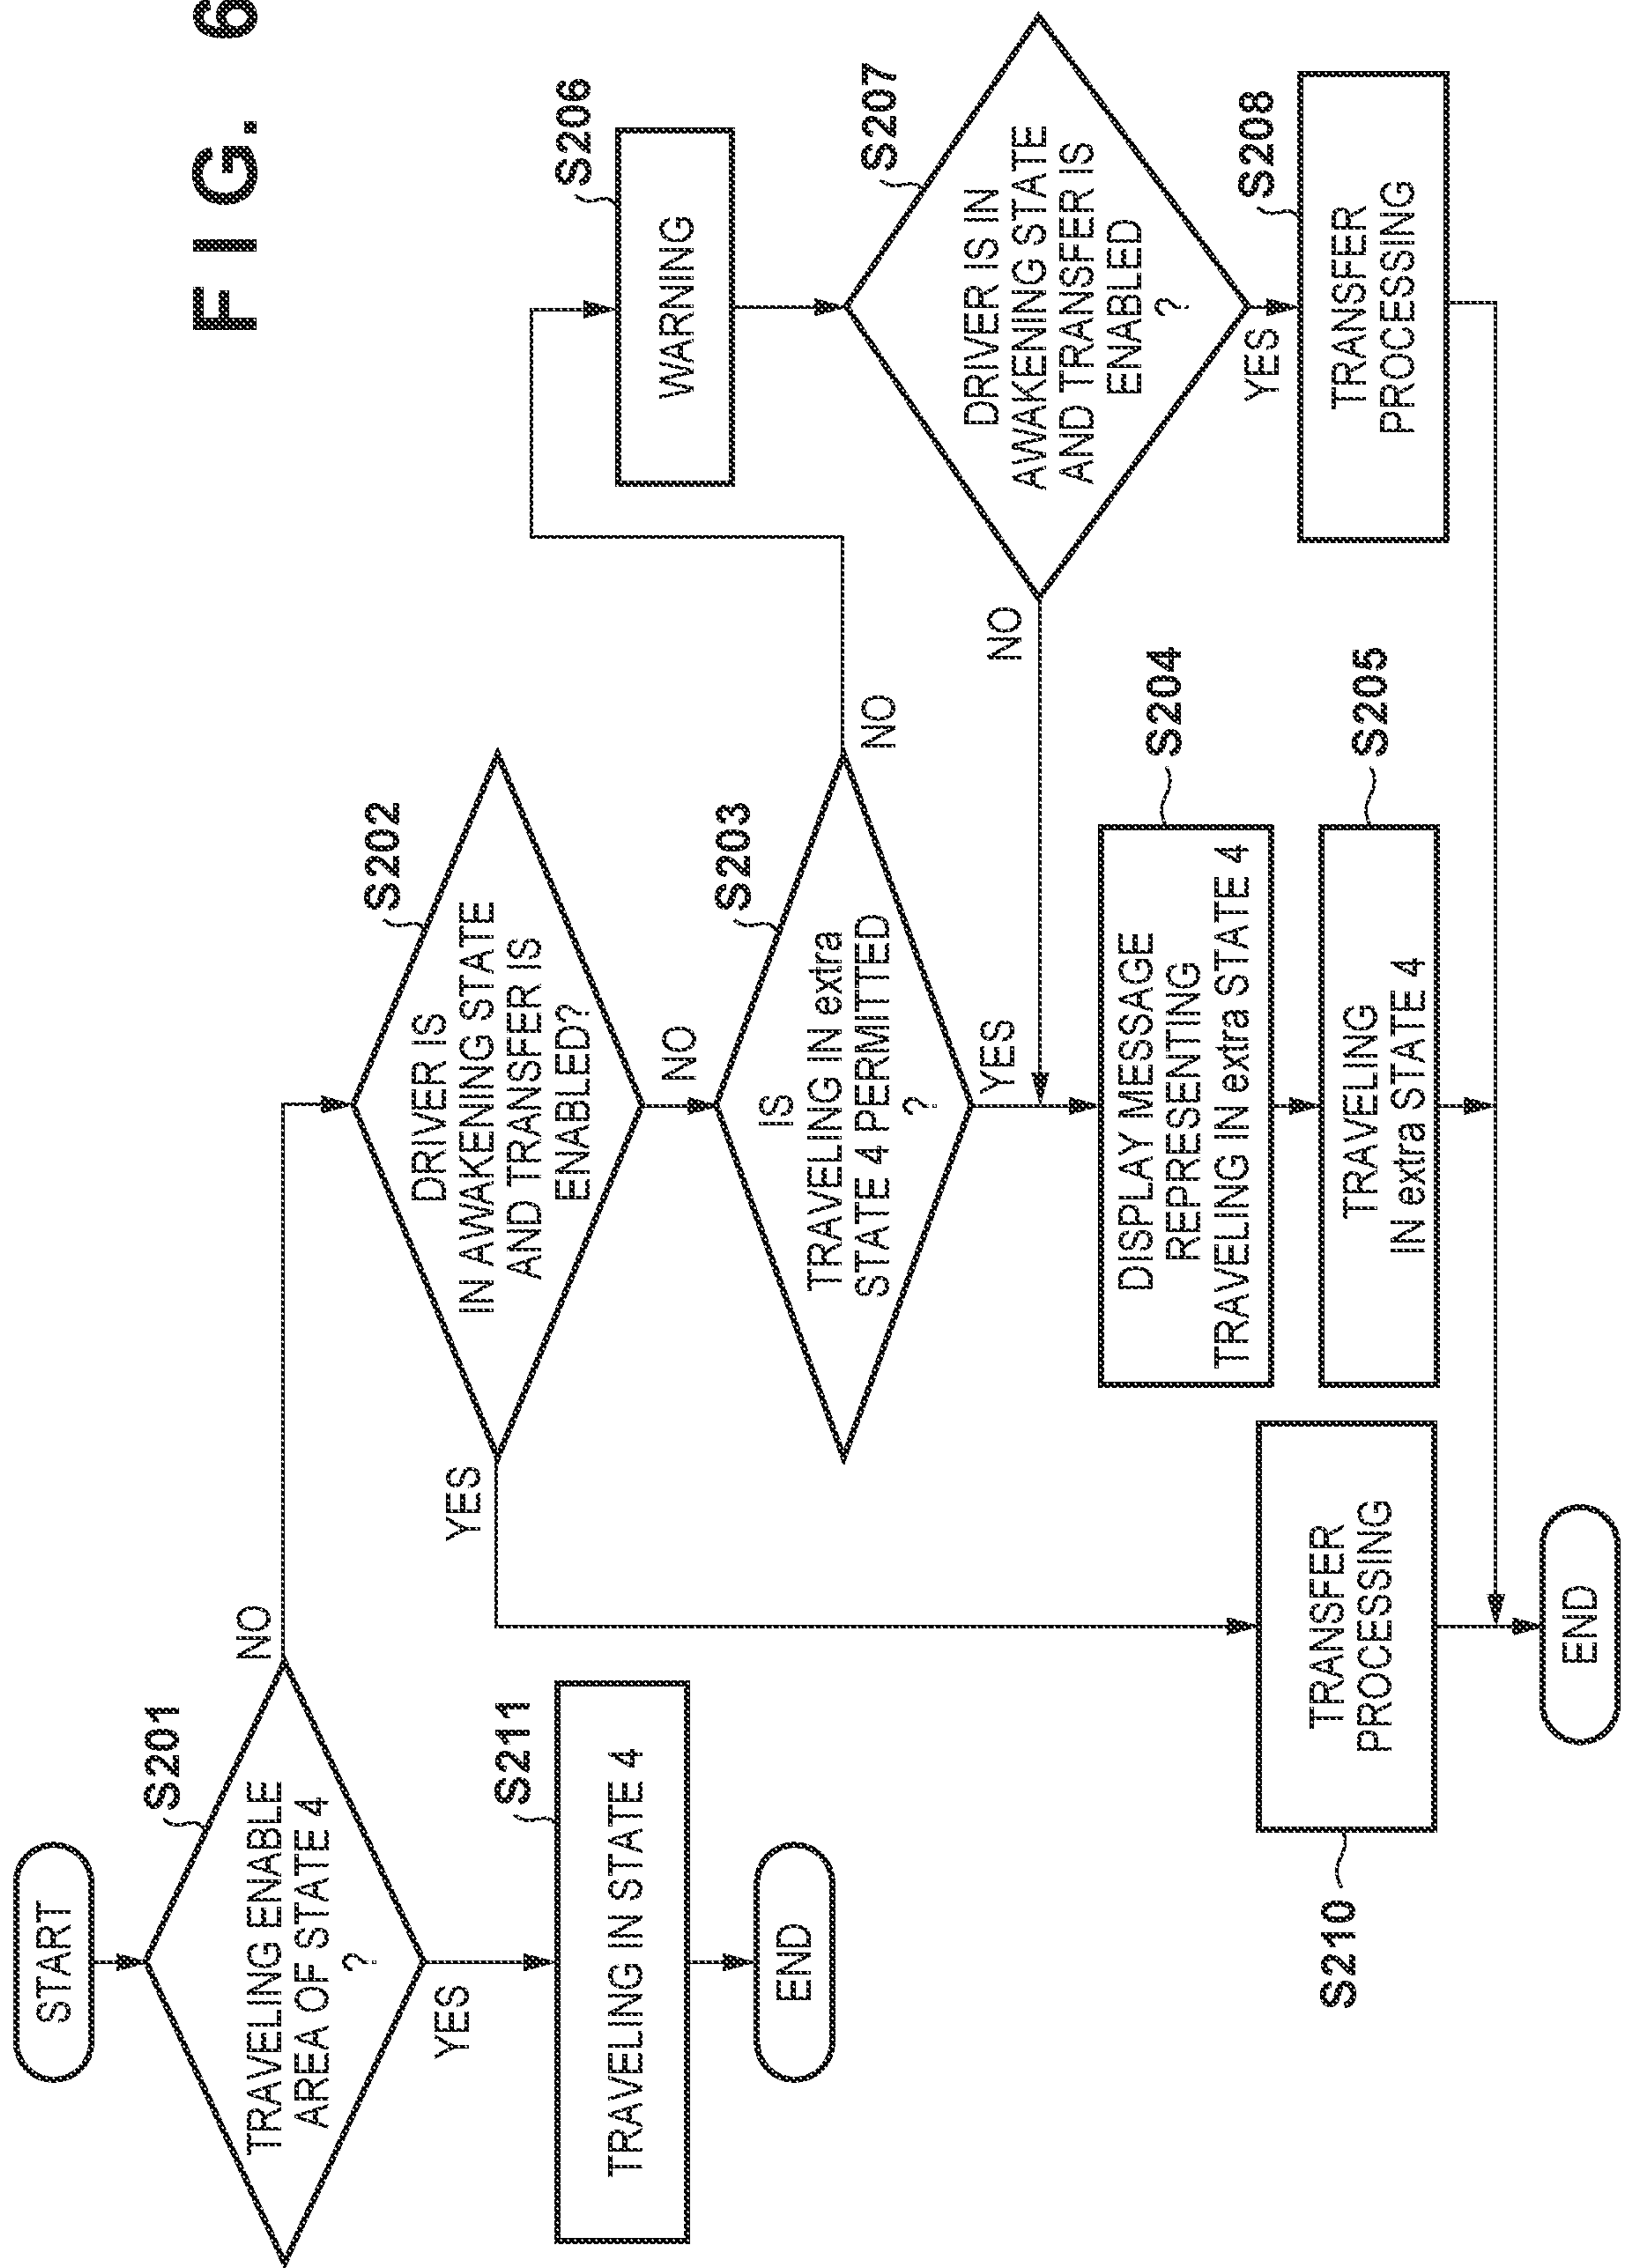 FIG. 6
START
S201
TRAVELING ENABLE
AREA OF STATE 4
?
NO
YES
S211
TRAVELING IN STATE 4
END
S202
DRIVER IS
IN AWAKENING STATE
AND TRANSFER IS
ENABLED?
YES
NO
S203
IS
TRAVELING IN extra
STATE 4 PERMITTED
?
NO
YES
S204
DISPLAY MESSAGE
REPRESENTING
TRAVELING IN extra STATE 4
S205
TRAVELING
IN extra STATE 4
S206
WARNING
S207
DRIVER IS IN
AWAKENING STATE
AND TRANSFER IS
ENABLED
?
NO
YES
S208
TRANSFER
PROCESSING
S210
TRANSFER
PROCESSING
END